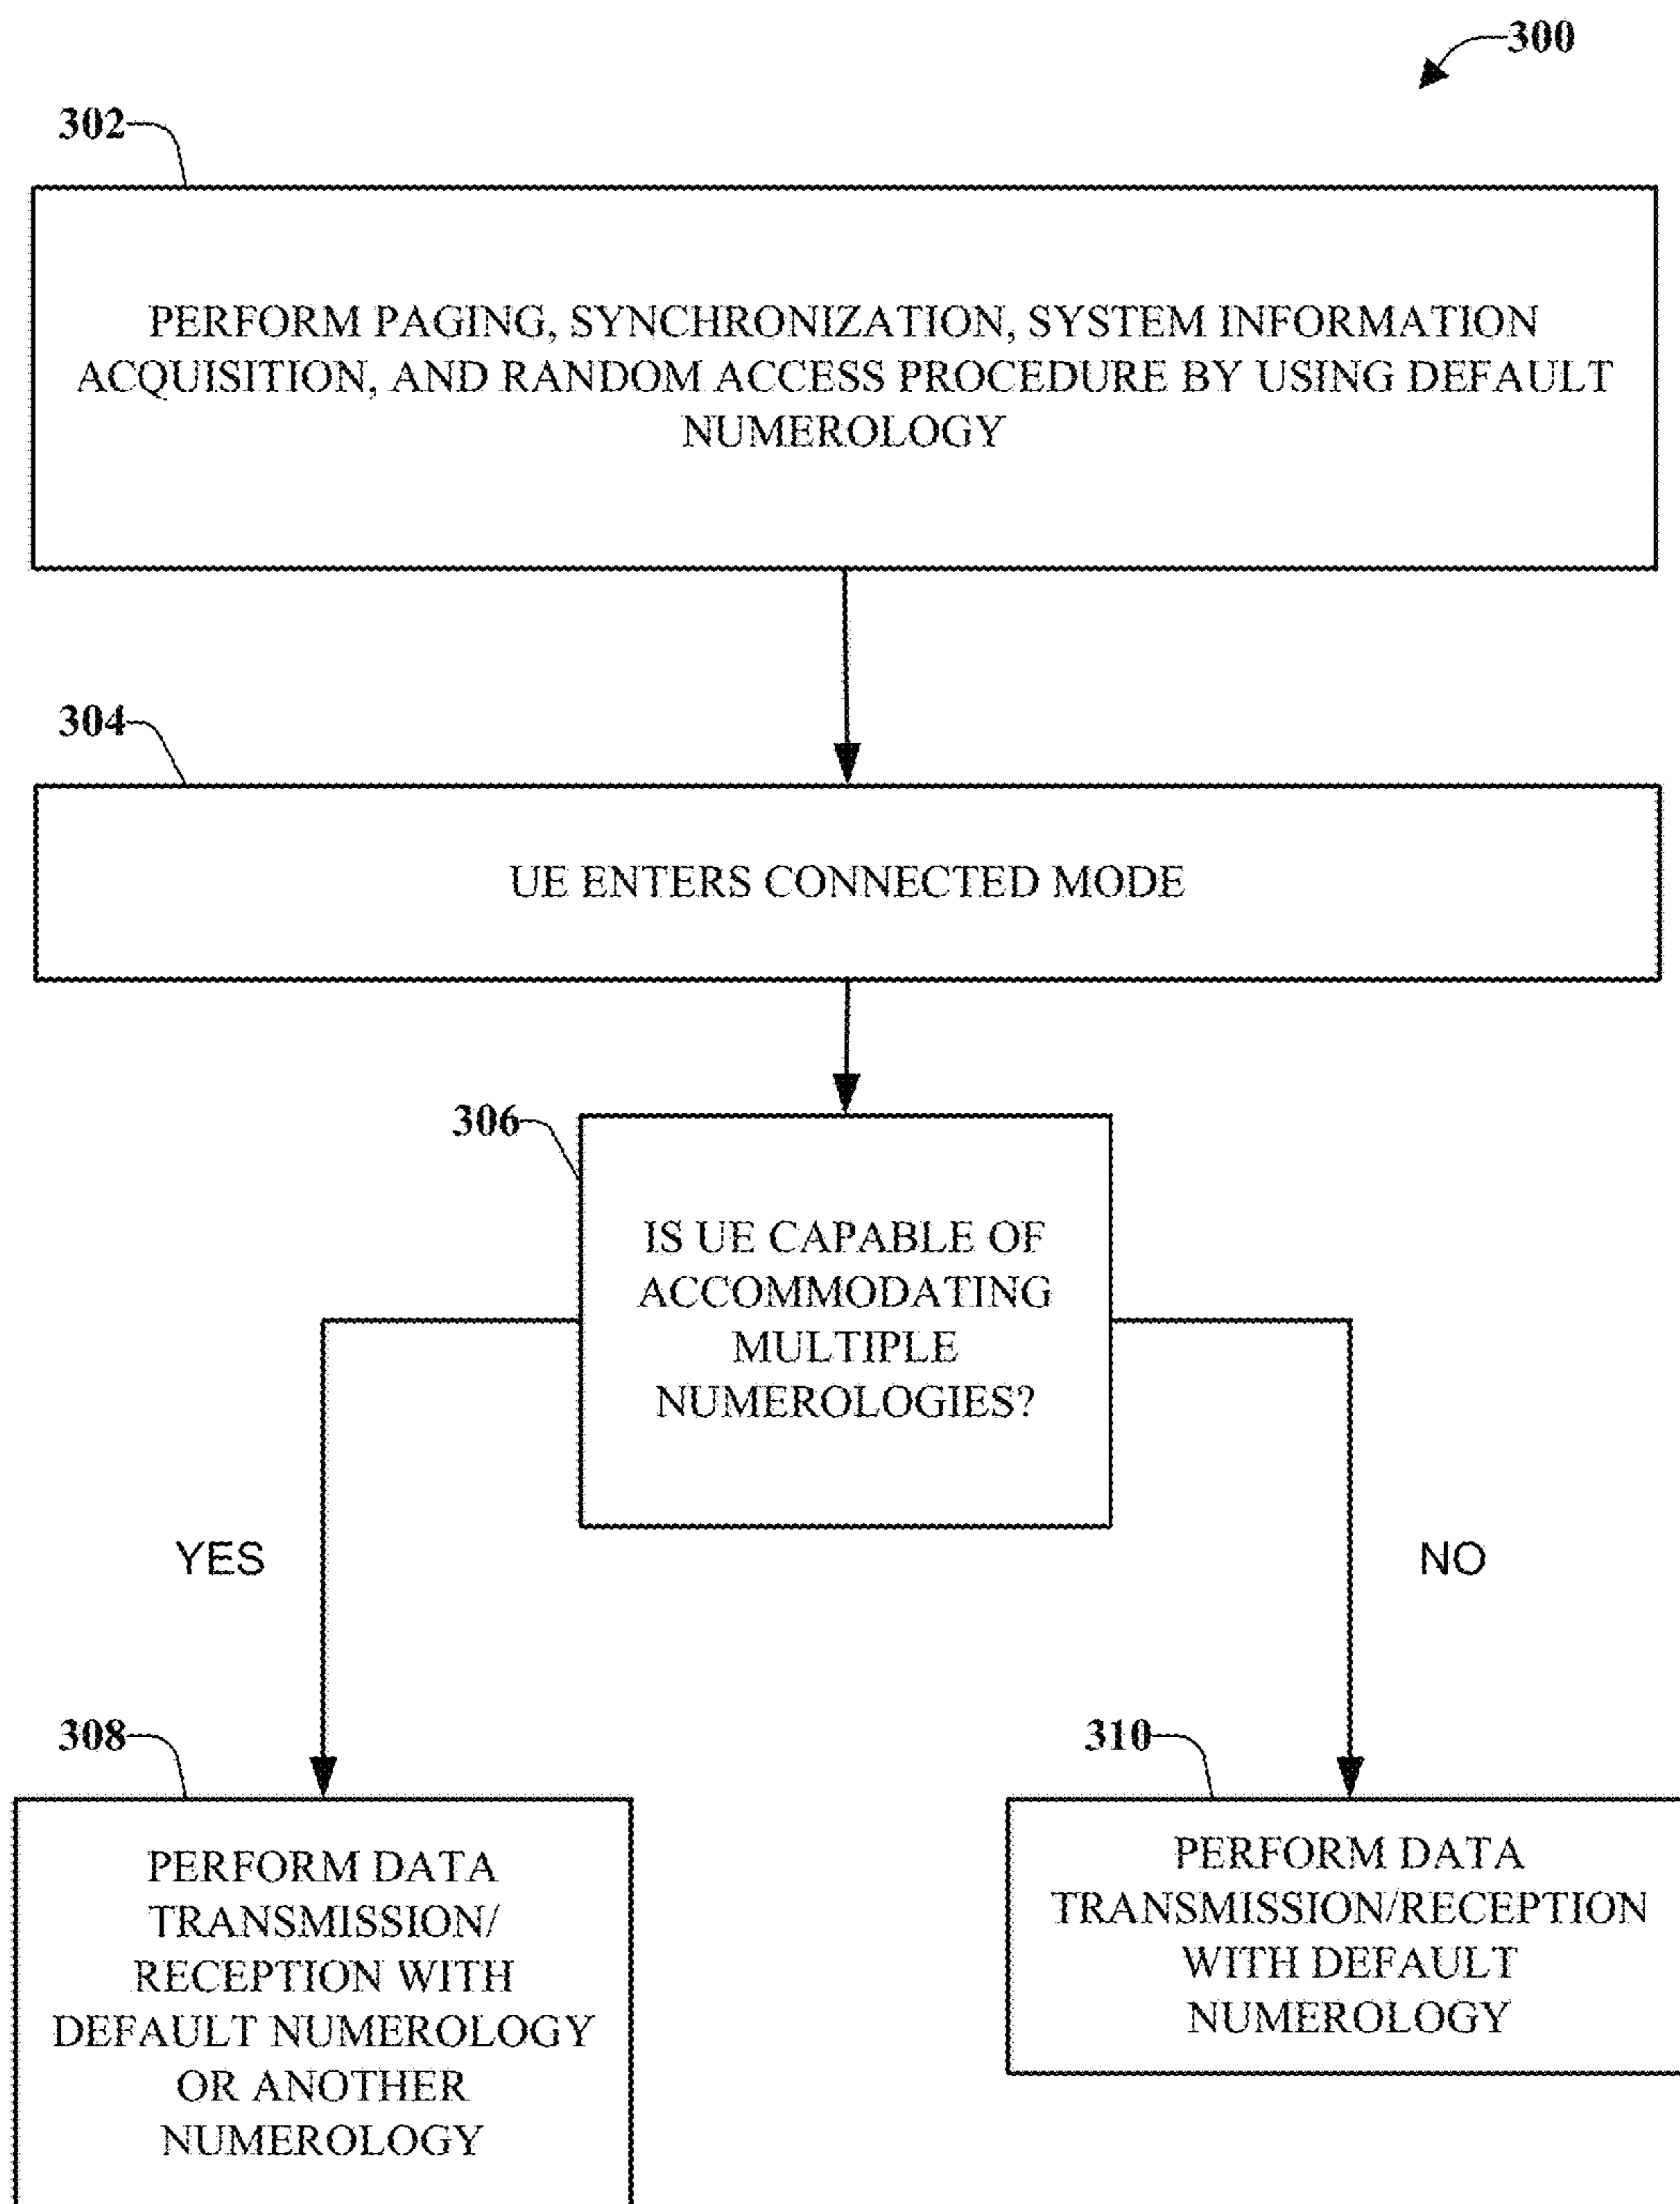 300
302
PERFORM PAGING, SYNCHRONIZATION, SYSTEM INFORMATION
ACQUISITION, AND RANDOM ACCESS PROCEDURE BY USING DEFAULT
NUMEROLOGY
304
UE ENTERS CONNECTED MODE
306
IS UE CAPABLE OF
ACCOMMODATING
MULTIPLE
NUMEROLOGIES?
YES
NO
308
PERFORM DATA
TRANSMISSION/
RECEPTION WITH
DEFAULT NUMEROLOGY
OR ANOTHER
NUMEROLOGY
310
PERFORM DATA
TRANSMISSION/RECEPTION
WITH DEFAULT
NUMEROLOGY